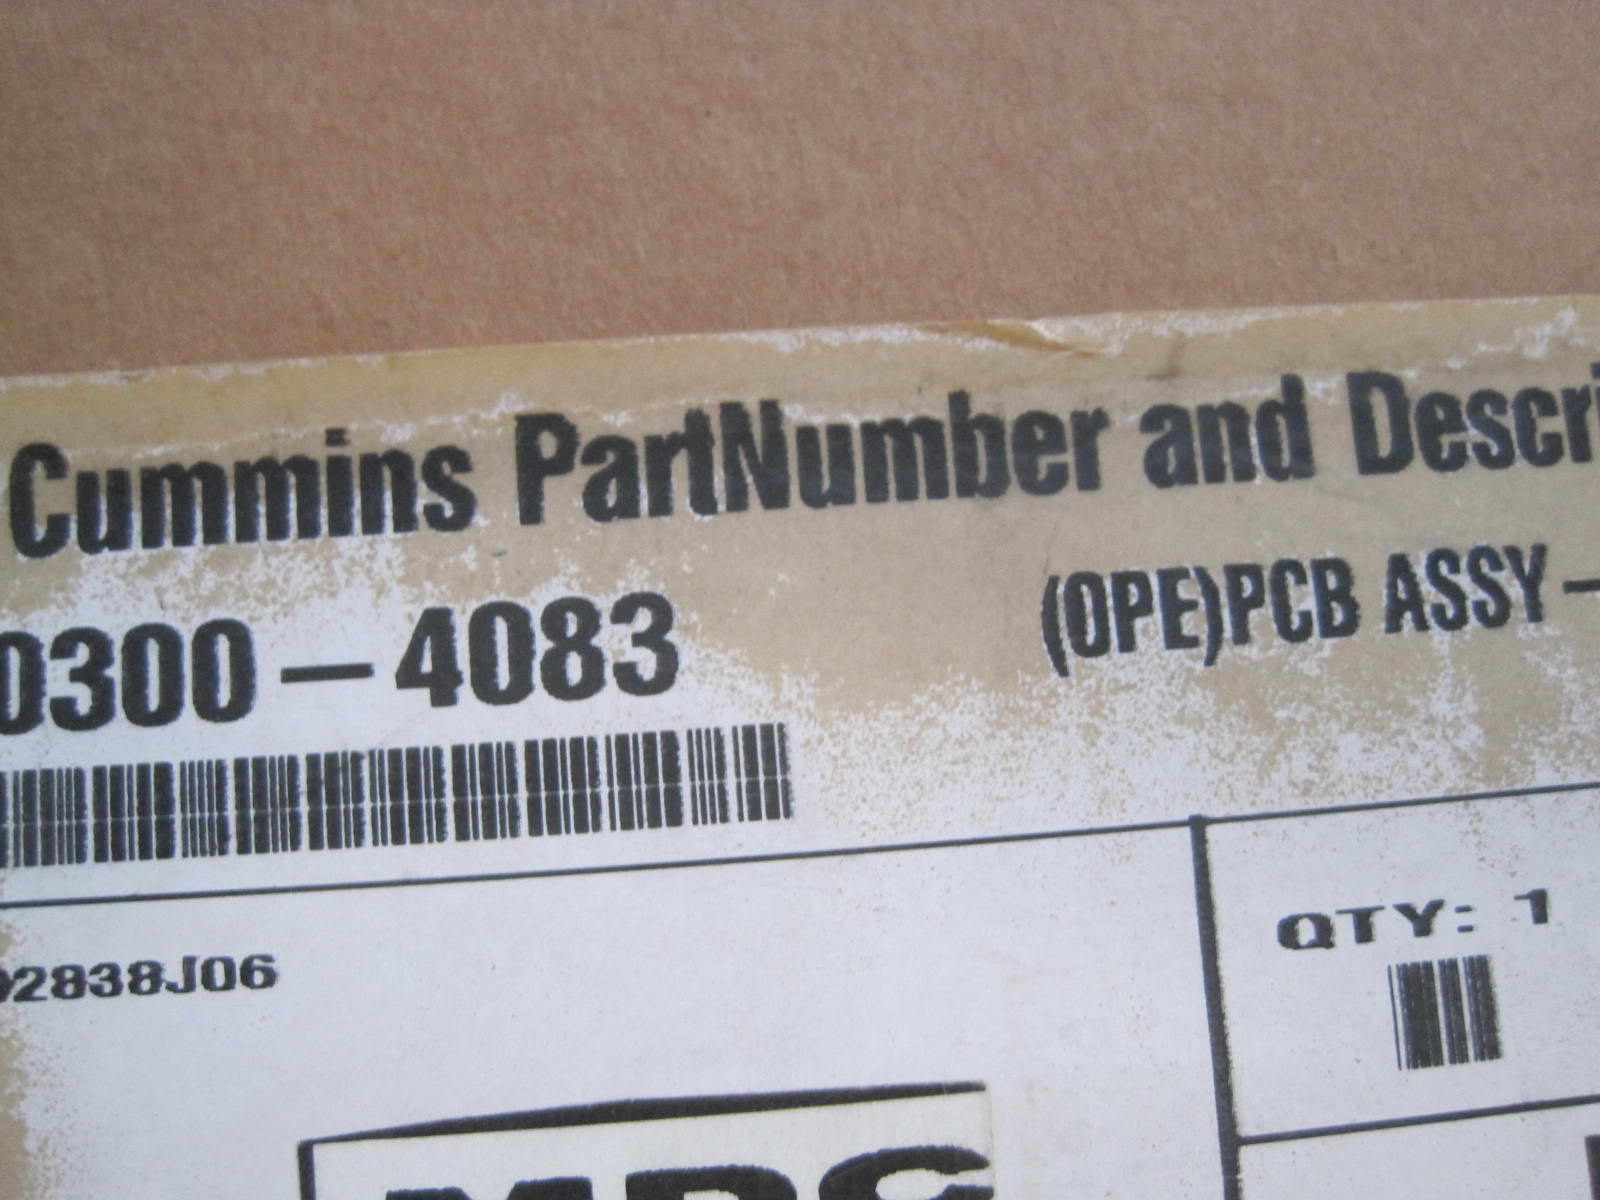 Cummins PartNumber and Descri
0300-4083
(OPE)PCB ASSY-
2838J06
QTY: 1